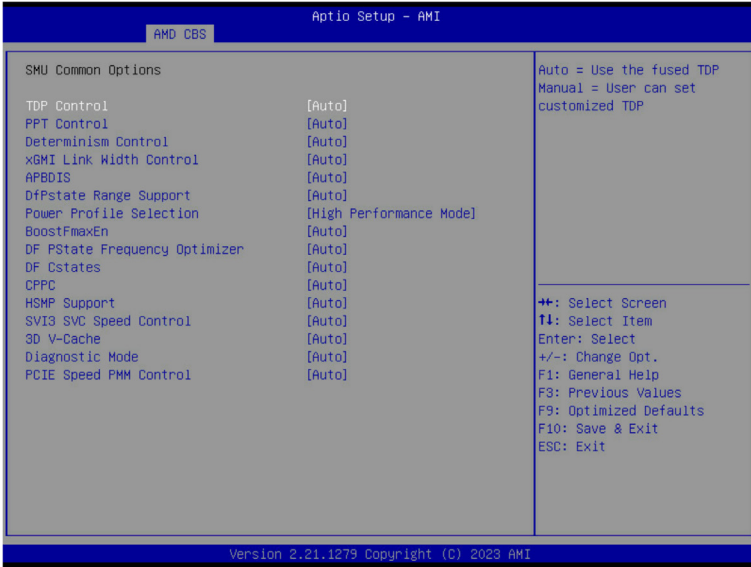 Aptio Setup - AMI
AMD CBS
SMU Common Options
TDP Control [Auto]
PPT Control [Auto]
Determinism Control [Auto]
xGMI Link Width Control [Auto]
APBDIS [Auto]
DfPstate Range Support [Auto]
Power Profile Selection [High Performance Mode]
BoostFmaxEn [Auto]
DF PState Frequency Optimizer [Auto]
DF Cstates [Auto]
CPPC [Auto]
HSMP Support [Auto]
SVI3 SVC Speed Control [Auto]
3D V-Cache [Auto]
Diagnostic Mode [Auto]
PCIE Speed PMM Control [Auto]
Auto = Use the fused TDP
Manual = User can set
customized TDP
→←: Select Screen
↑↓: Select Item
Enter: Select
+/-: Change Opt.
F1: General Help
F3: Previous Values
F9: Optimized Defaults
F10: Save & Exit
ESC: Exit
Version 2.21.1279 Copyright (C) 2023 AMI